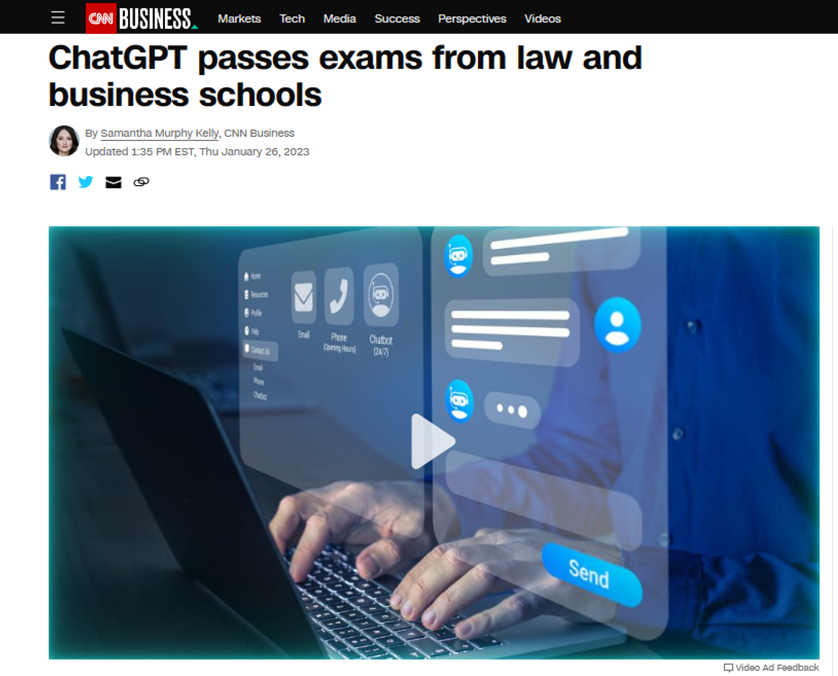 CNN BUSINESS Markets Tech Media Success Perspectives Videos
ChatGPT passes exams from law and
business schools
By Samantha Murphy Kelly, CNN Business
Updated 1:35 PM EST, Thu January 26, 2023
Home
Resources
Profile
Help
Contact Us
Email
Phone
Chatbot
Email
Phone
(Opening Hours)
Chatbot
(24/7)
Send
Video Ad Feedback